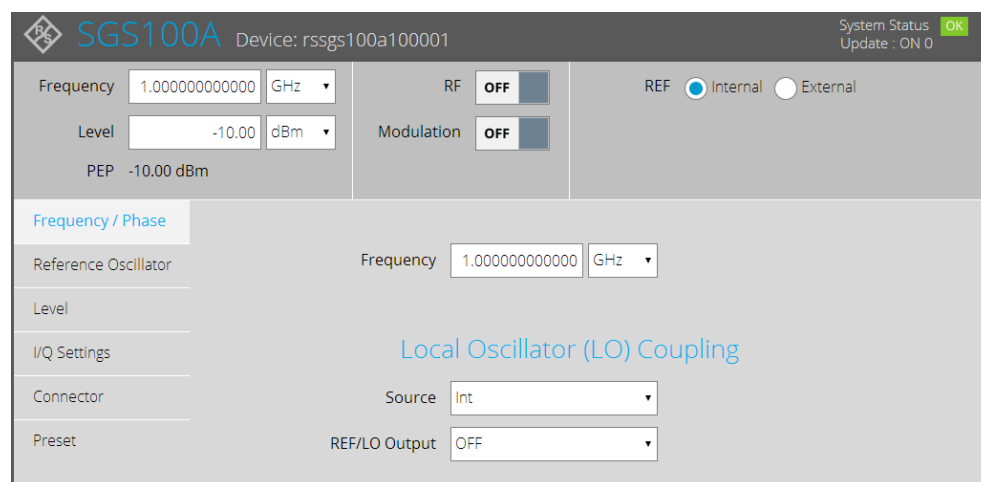 R&S SGS100A Device: rssgs100a100001
System Status OK
Update : ON 0
Frequency 1.000000000000 GHz
Level -10.00 dBm
PEP -10.00 dBm
RF OFF
Modulation OFF
REF Internal External
Frequency / Phase
Reference Oscillator
Level
I/Q Settings
Connector
Preset
Frequency 1.000000000000 GHz
Local Oscillator (LO) Coupling
Source Int
REF/LO Output OFF